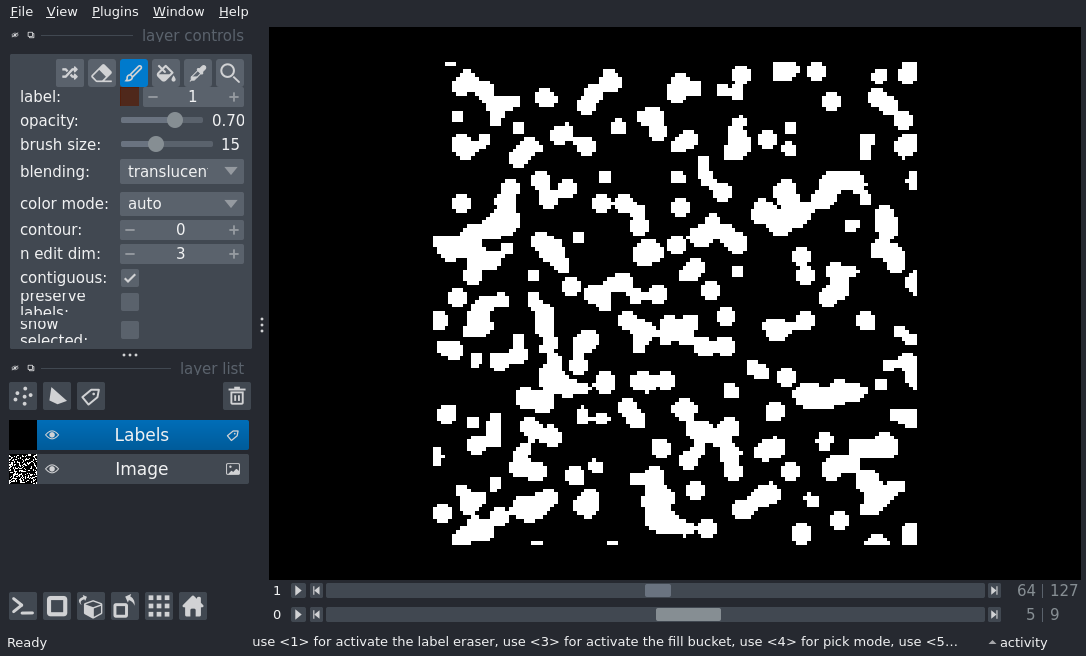 File View Plugins Window Help
layer controls
label: 1
opacity: 0.70
brush size: 15
blending: translucen
color mode: auto
contour: 0
n edit dim: 3
contiguous:
preserve
labels:
show
selected:
layer list
Labels
Image
1 64 | 127
0 5 | 9
Ready use <1> for activate the label eraser, use <3> for activate the fill bucket, use <4> for pick mode, use <5... activity